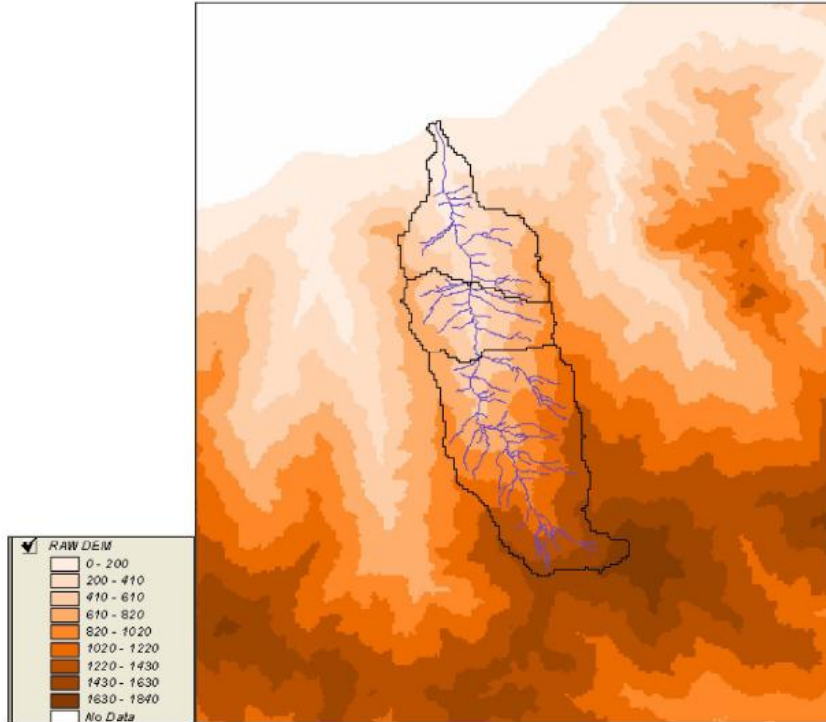 RAW DEM
0 - 200
200 - 410
410 - 610
610 - 820
820 - 1020
1020 - 1220
1220 - 1430
1430 - 1630
1630 - 1840
No Data